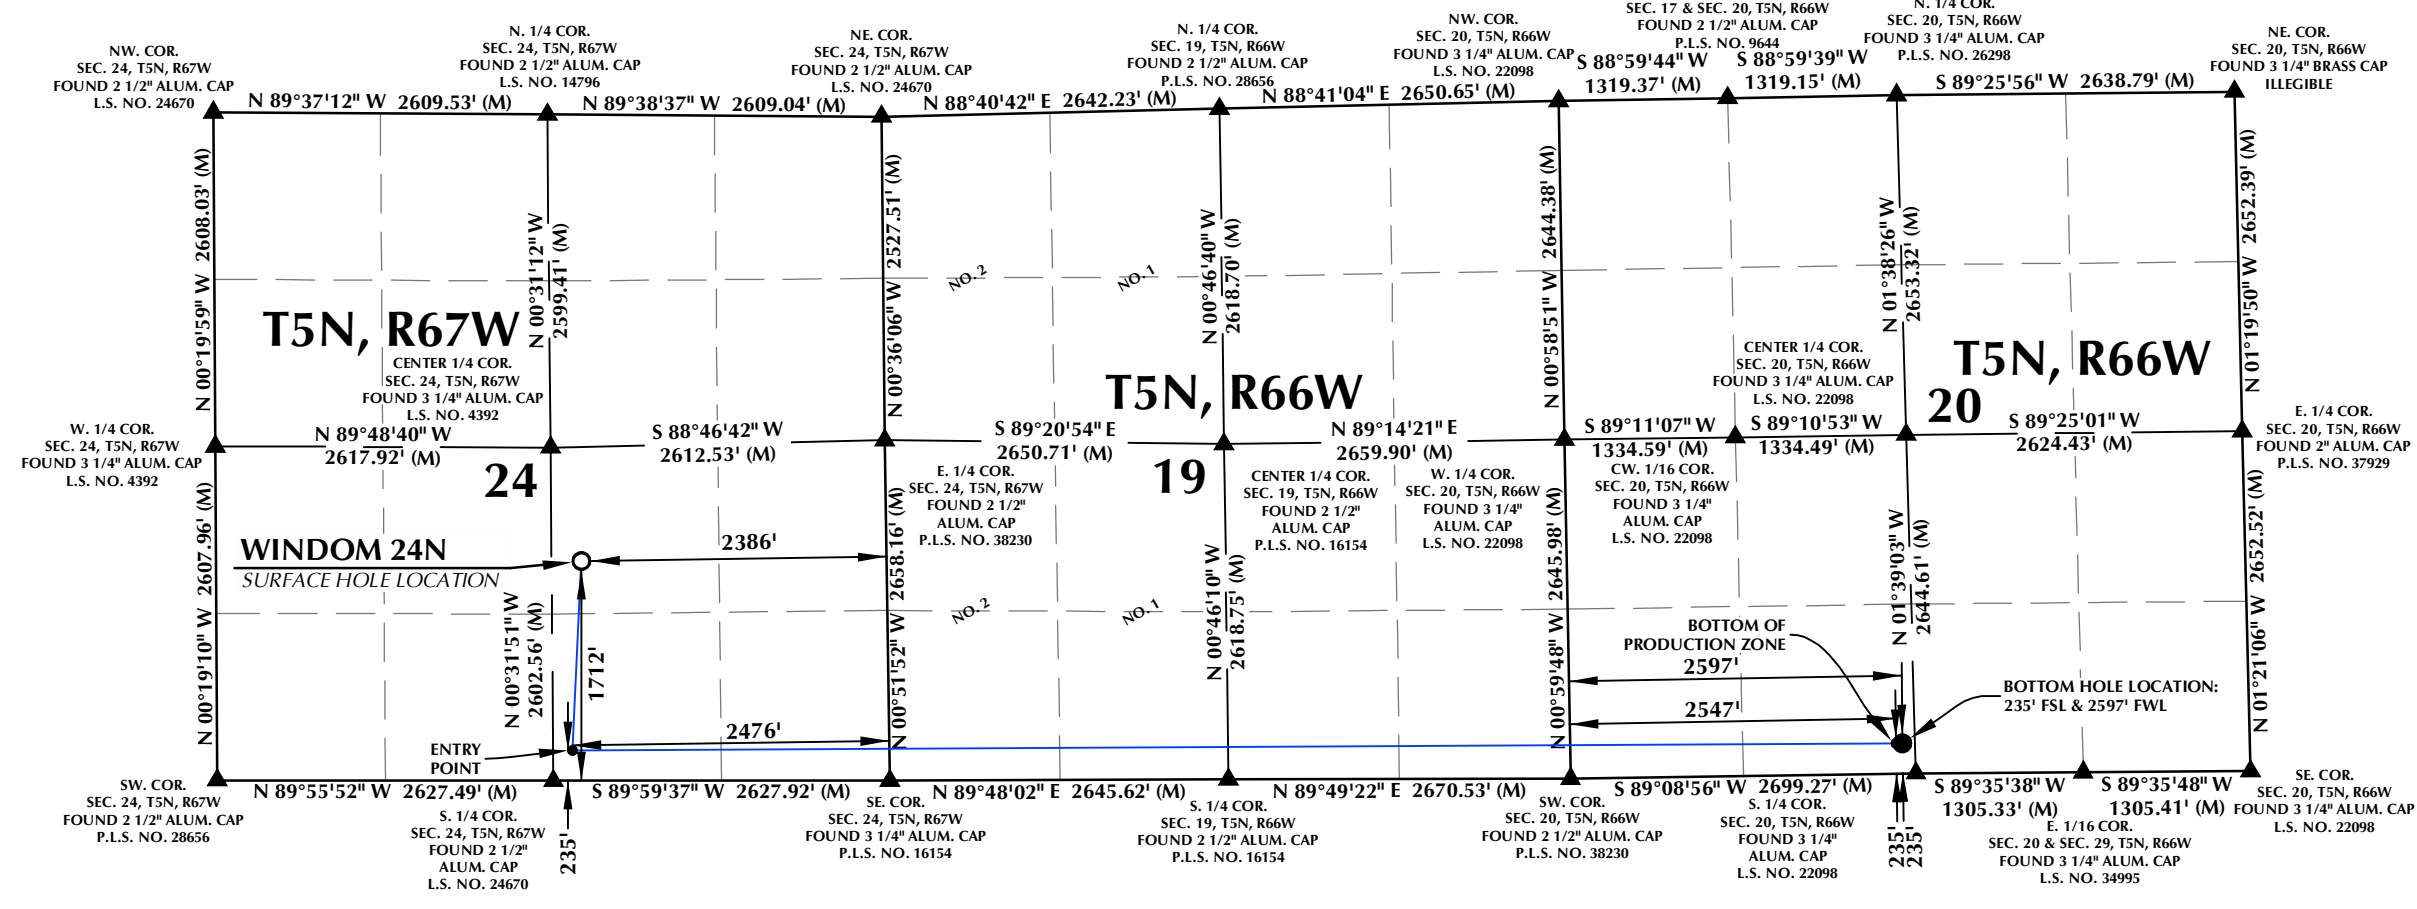 NW. COR.
SEC. 24, T5N, R67W
FOUND 2 1/2" ALUM. CAP
L.S. NO. 24670
N. 1/4 COR.
SEC. 24, T5N, R67W
FOUND 2 1/2" ALUM. CAP
L.S. NO. 14796
NE. COR.
SEC. 24, T5N, R67W
FOUND 2 1/2" ALUM. CAP
L.S. NO. 24670
N. 1/4 COR.
SEC. 19, T5N, R66W
FOUND 2 1/2" ALUM. CAP
P.L.S. NO. 28656
NW. COR.
SEC. 20, T5N, R66W
FOUND 3 1/4" ALUM. CAP
L.S. NO. 22098
SEC. 17 & SEC. 20, T5N, R66W
FOUND 2 1/2" ALUM. CAP
P.L.S. NO. 9644
N. 1/4 COR.
SEC. 20, T5N, R66W
FOUND 3 1/4" ALUM. CAP
P.L.S. NO. 26298
NE. COR.
SEC. 20, T5N, R66W
FOUND 3 1/4" BRASS CAP
ILLEGIBLE
N 89°37'12" W 2609.53' (M)
N 89°38'37" W 2609.04' (M)
N 88°40'42" E 2642.23' (M)
N 88°41'04" E 2650.65' (M)
S 88°59'44" W
1319.37' (M)
S 88°59'39" W
1319.15' (M)
S 89°25'56" W 2638.79' (M)
N 00°19'59" W 2608.03' (M)
N 00°31'12" W
2599.41' (M)
N 00°36'06" W 2527.51' (M)
N 00°46'40" W
2618.70' (M)
N 00°58'51" W 2644.38' (M)
N 01°38'26" W
2653.32' (M)
N 01°19'50" W 2652.39' (M)
NO. 2
NO. 1
T5N, R67W
T5N, R66W
T5N, R66W
CENTER 1/4 COR.
SEC. 24, T5N, R67W
FOUND 3 1/4" ALUM. CAP
L.S. NO. 4392
CENTER 1/4 COR.
SEC. 20, T5N, R66W
FOUND 3 1/4" ALUM. CAP
L.S. NO. 22098
20
W. 1/4 COR.
SEC. 24, T5N, R67W
FOUND 3 1/4" ALUM. CAP
L.S. NO. 4392
N 89°48'40" W
2617.92' (M)
S 88°46'42" W
2612.53' (M)
S 89°20'54" E
2650.71' (M)
N 89°14'21" E
2659.90' (M)
S 89°11'07" W
1334.59' (M)
S 89°10'53" W
1334.49' (M)
S 89°25'01" W
2624.43' (M)
E. 1/4 COR.
SEC. 20, T5N, R66W
FOUND 2" ALUM. CAP
P.L.S. NO. 37929
24
19
E. 1/4 COR.
SEC. 24, T5N, R67W
FOUND 2 1/2"
ALUM. CAP
P.L.S. NO. 38230
CENTER 1/4 COR.
SEC. 19, T5N, R66W
FOUND 2 1/2"
ALUM. CAP
P.L.S. NO. 16154
W. 1/4 COR.
SEC. 20, T5N, R66W
FOUND 3 1/4"
ALUM. CAP
L.S. NO. 22098
CW. 1/16 COR.
SEC. 20, T5N, R66W
FOUND 3 1/4"
ALUM. CAP
L.S. NO. 22098
WINDOM 24N
SURFACE HOLE LOCATION
2386'
1712'
N 00°19'10" W 2607.96' (M)
N 00°31'51" W
2602.56' (M)
N 00°51'52" W 2658.16' (M)
N 00°46'10" W
2618.75' (M)
N 00°59'48" W 2645.98' (M)
N 01°39'03" W
2644.61' (M)
N 01°21'06" W 2652.52' (M)
NO. 2
NO. 1
BOTTOM OF
PRODUCTION ZONE
2597'
2547'
BOTTOM HOLE LOCATION:
235' FSL & 2597' FWL
ENTRY
POINT
2476'
N 89°55'52" W 2627.49' (M)
S 89°59'37" W 2627.92' (M)
N 89°48'02" E 2645.62' (M)
N 89°49'22" E 2670.53' (M)
S 89°08'56" W 2699.27' (M)
S 89°35'38" W
1305.33' (M)
S 89°35'48" W
1305.41' (M)
SW. COR.
SEC. 24, T5N, R67W
FOUND 2 1/2" ALUM. CAP
P.L.S. NO. 28656
S. 1/4 COR.
SEC. 24, T5N, R67W
FOUND 2 1/2"
ALUM. CAP
L.S. NO. 24670
235'
SE. COR.
SEC. 24, T5N, R67W
FOUND 3 1/4" ALUM. CAP
P.L.S. NO. 16154
S. 1/4 COR.
SEC. 19, T5N, R66W
FOUND 2 1/2" ALUM. CAP
P.L.S. NO. 16154
SW. COR.
SEC. 20, T5N, R66W
FOUND 2 1/2" ALUM. CAP
P.L.S. NO. 38230
S. 1/4 COR.
SEC. 20, T5N, R66W
FOUND 3 1/4"
ALUM. CAP
L.S. NO. 22098
235'
235'
E. 1/16 COR.
SEC. 20 & SEC. 29, T5N, R66W
FOUND 3 1/4" ALUM. CAP
L.S. NO. 34995
SE. COR.
SEC. 20, T5N, R66W
FOUND 3 1/4" ALUM. CAP
L.S. NO. 22098